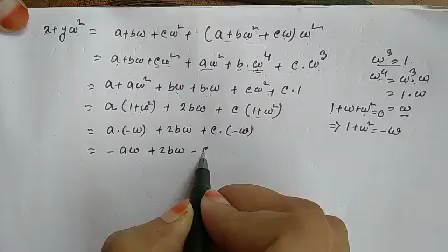 x+yω² = a+bω+cω²+ (a+bω²+cω)ω²
= a+bω+cω²+ aω²+b.ω⁴+c.ω³
= a+aω²+bω+bω+cω²+c.1
= a(1+ω²)+2bω+c(1+ω²)
= a.(-ω)+2bω+c.(-ω)
= -aω+2bω-c
ω³=1.
ω⁴=ω³.ω
=1.ω
=ω
1+ω+ω²=0
⇒1+ω²=-ω